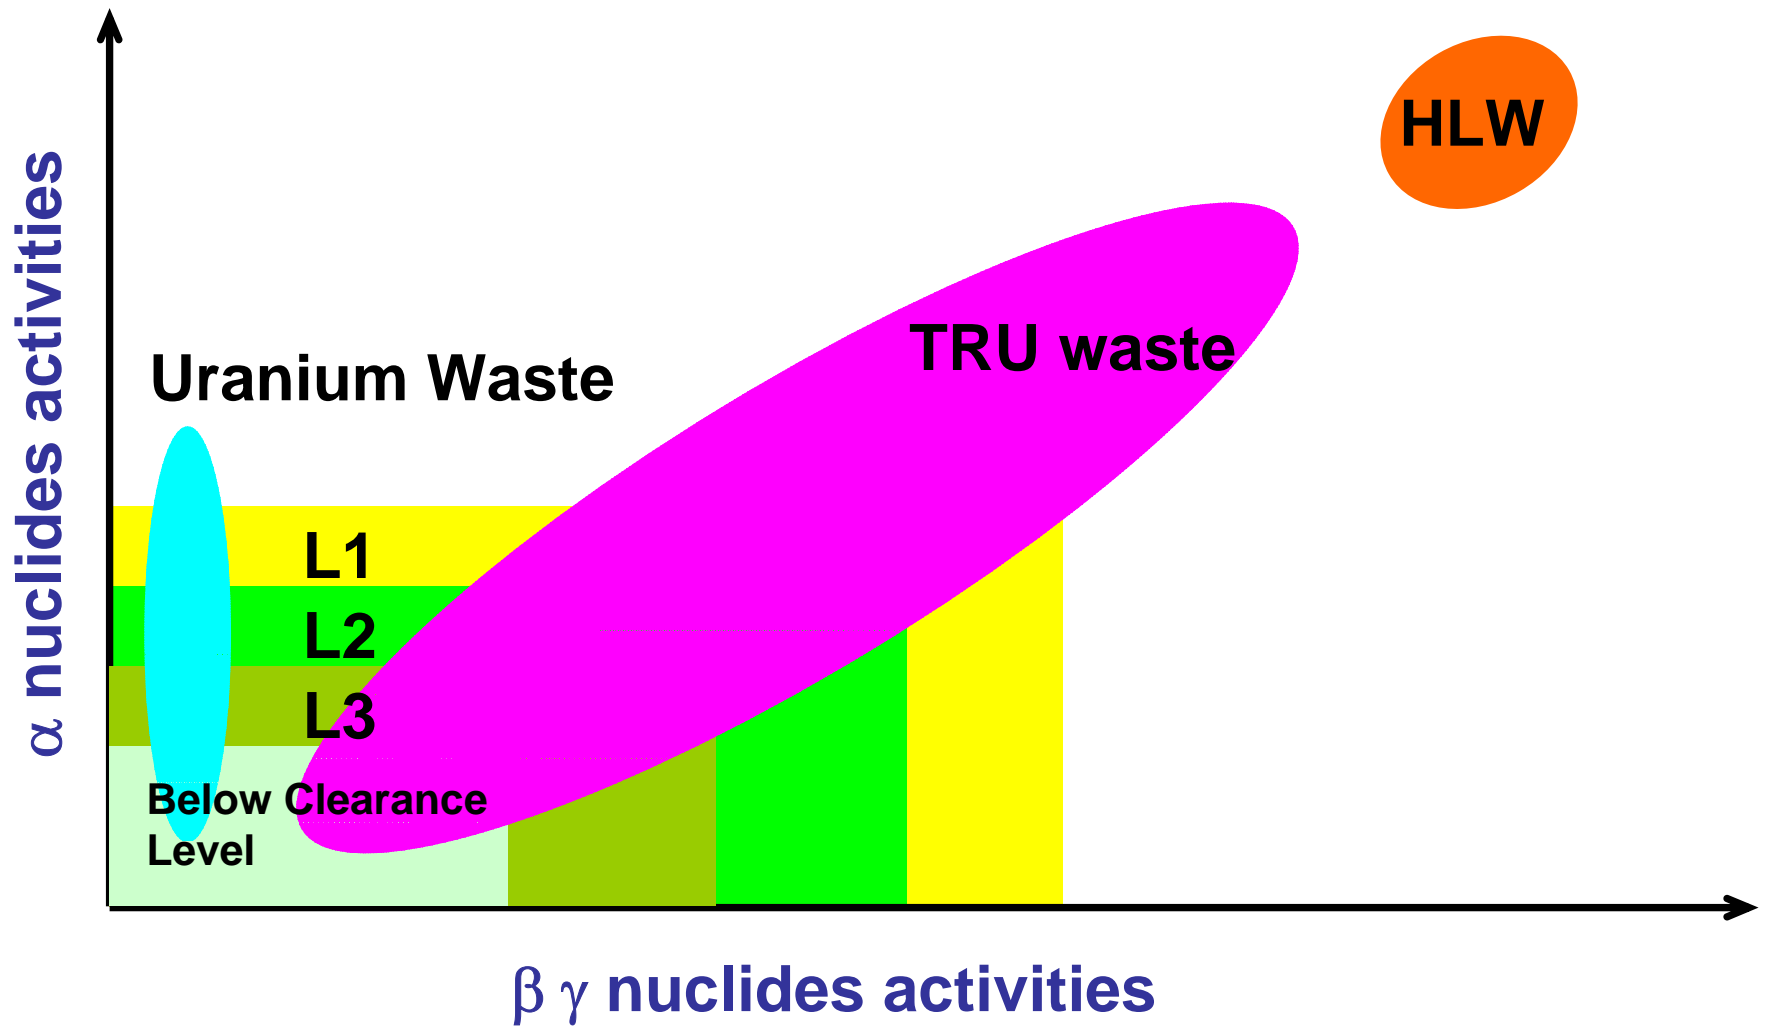 HLW
TRU waste
Uranium Waste
L1
L2
L3
Below Clearance
Level
α nuclides activities
β γ nuclides activities